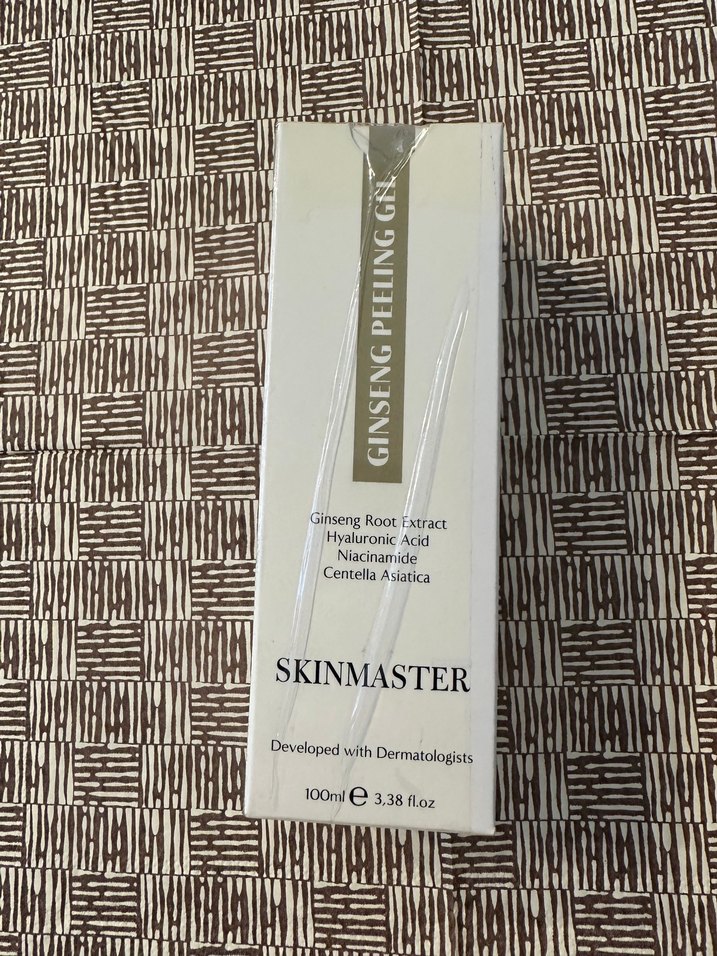 GINSENG PEELING GEL
Ginseng Root Extract
Hyaluronic Acid
Niacinamide
Centella Asiatica
SKINMASTER
Developed with Dermatologists
100ml e 3,38 fl.oz